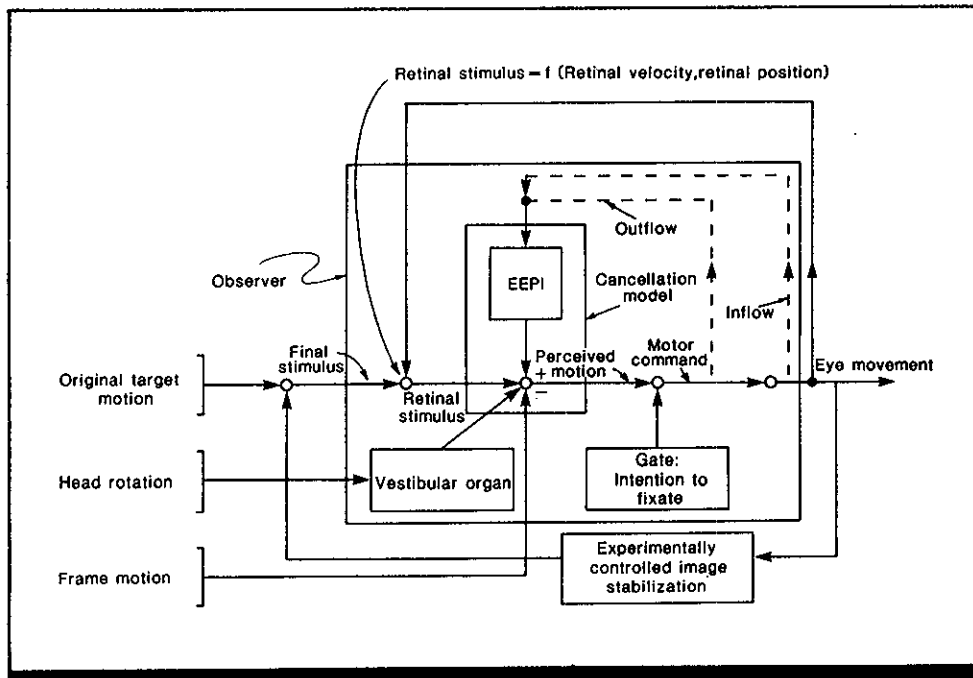 Retinal stimulus – f (Retinal velocity,retinal position)
Outflow
Observer
EEPI
Cancellation
model
Inflow
Final
stimulus
Perceived
motion
Motor
command
Eye movement
Original target
motion
Retinal
stimulus
+
–
Head rotation
Vestibular organ
Gate:
Intention to
fixate
Frame motion
Experimentally
controlled image
stabilization